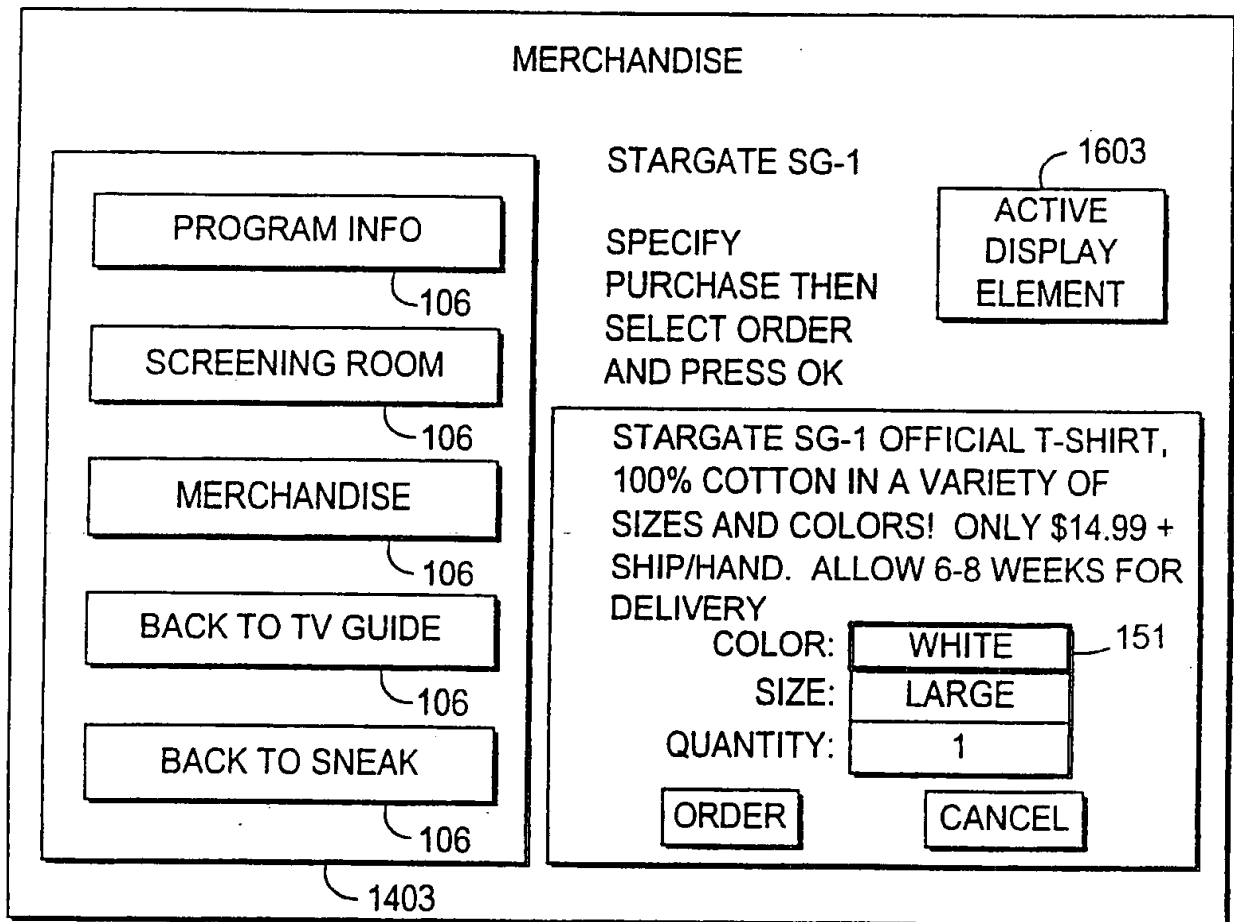 MERCHANDISE
PROGRAM INFO
106
SCREENING ROOM
106
MERCHANDISE
106
BACK TO TV GUIDE
106
BACK TO SNEAK
106
1403
STARGATE SG-1
SPECIFY
PURCHASE THEN
SELECT ORDER
AND PRESS OK
1603
ACTIVE
DISPLAY
ELEMENT
STARGATE SG-1 OFFICIAL T-SHIRT,
100% COTTON IN A VARIETY OF
SIZES AND COLORS! ONLY $14.99 +
SHIP/HAND. ALLOW 6-8 WEEKS FOR
DELIVERY
COLOR: WHITE 151
SIZE: LARGE
QUANTITY: 1
ORDER CANCEL